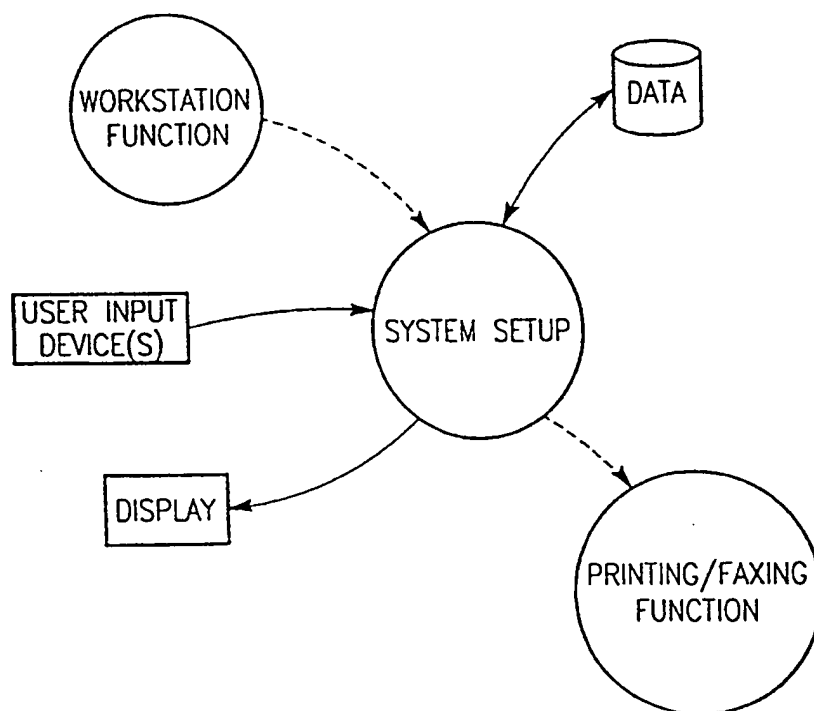 WORKSTATION
FUNCTION
DATA
USER INPUT
DEVICE(S)
SYSTEM SETUP
DISPLAY
PRINTING/FAXING
FUNCTION